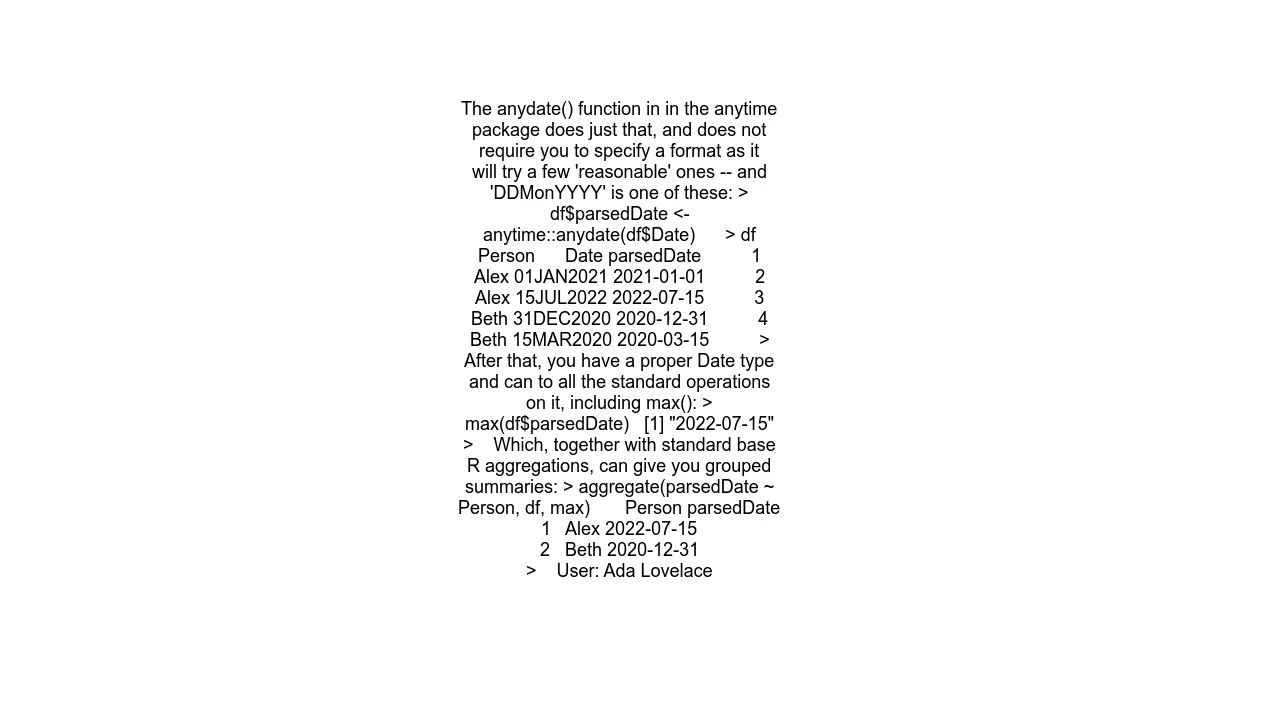 The anydate() function in in the anytime
package does just that, and does not
require you to specify a format as it
will try a few 'reasonable' ones -- and
'DDMonYYYY' is one of these: >
df$parsedDate <-
anytime::anydate(df$Date)      > df
Person      Date parsedDate          1
Alex 01JAN2021 2021-01-01          2
Alex 15JUL2022 2022-07-15          3
Beth 31DEC2020 2020-12-31          4
Beth 15MAR2020 2020-03-15          >
After that, you have a proper Date type
and can to all the standard operations
on it, including max(): >
max(df$parsedDate)   [1] "2022-07-15"
>    Which, together with standard base
R aggregations, can give you grouped
summaries: > aggregate(parsedDate ~
Person, df, max)       Person parsedDate
1   Alex 2022-07-15
2   Beth 2020-12-31
>    User: Ada Lovelace